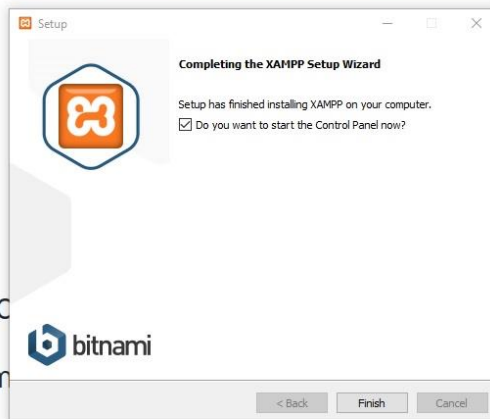 Setup
Completing the XAMPP Setup Wizard
Setup has finished installing XAMPP on your computer.
Do you want to start the Control Panel now?
bitnami
< Back
Finish
Cancel